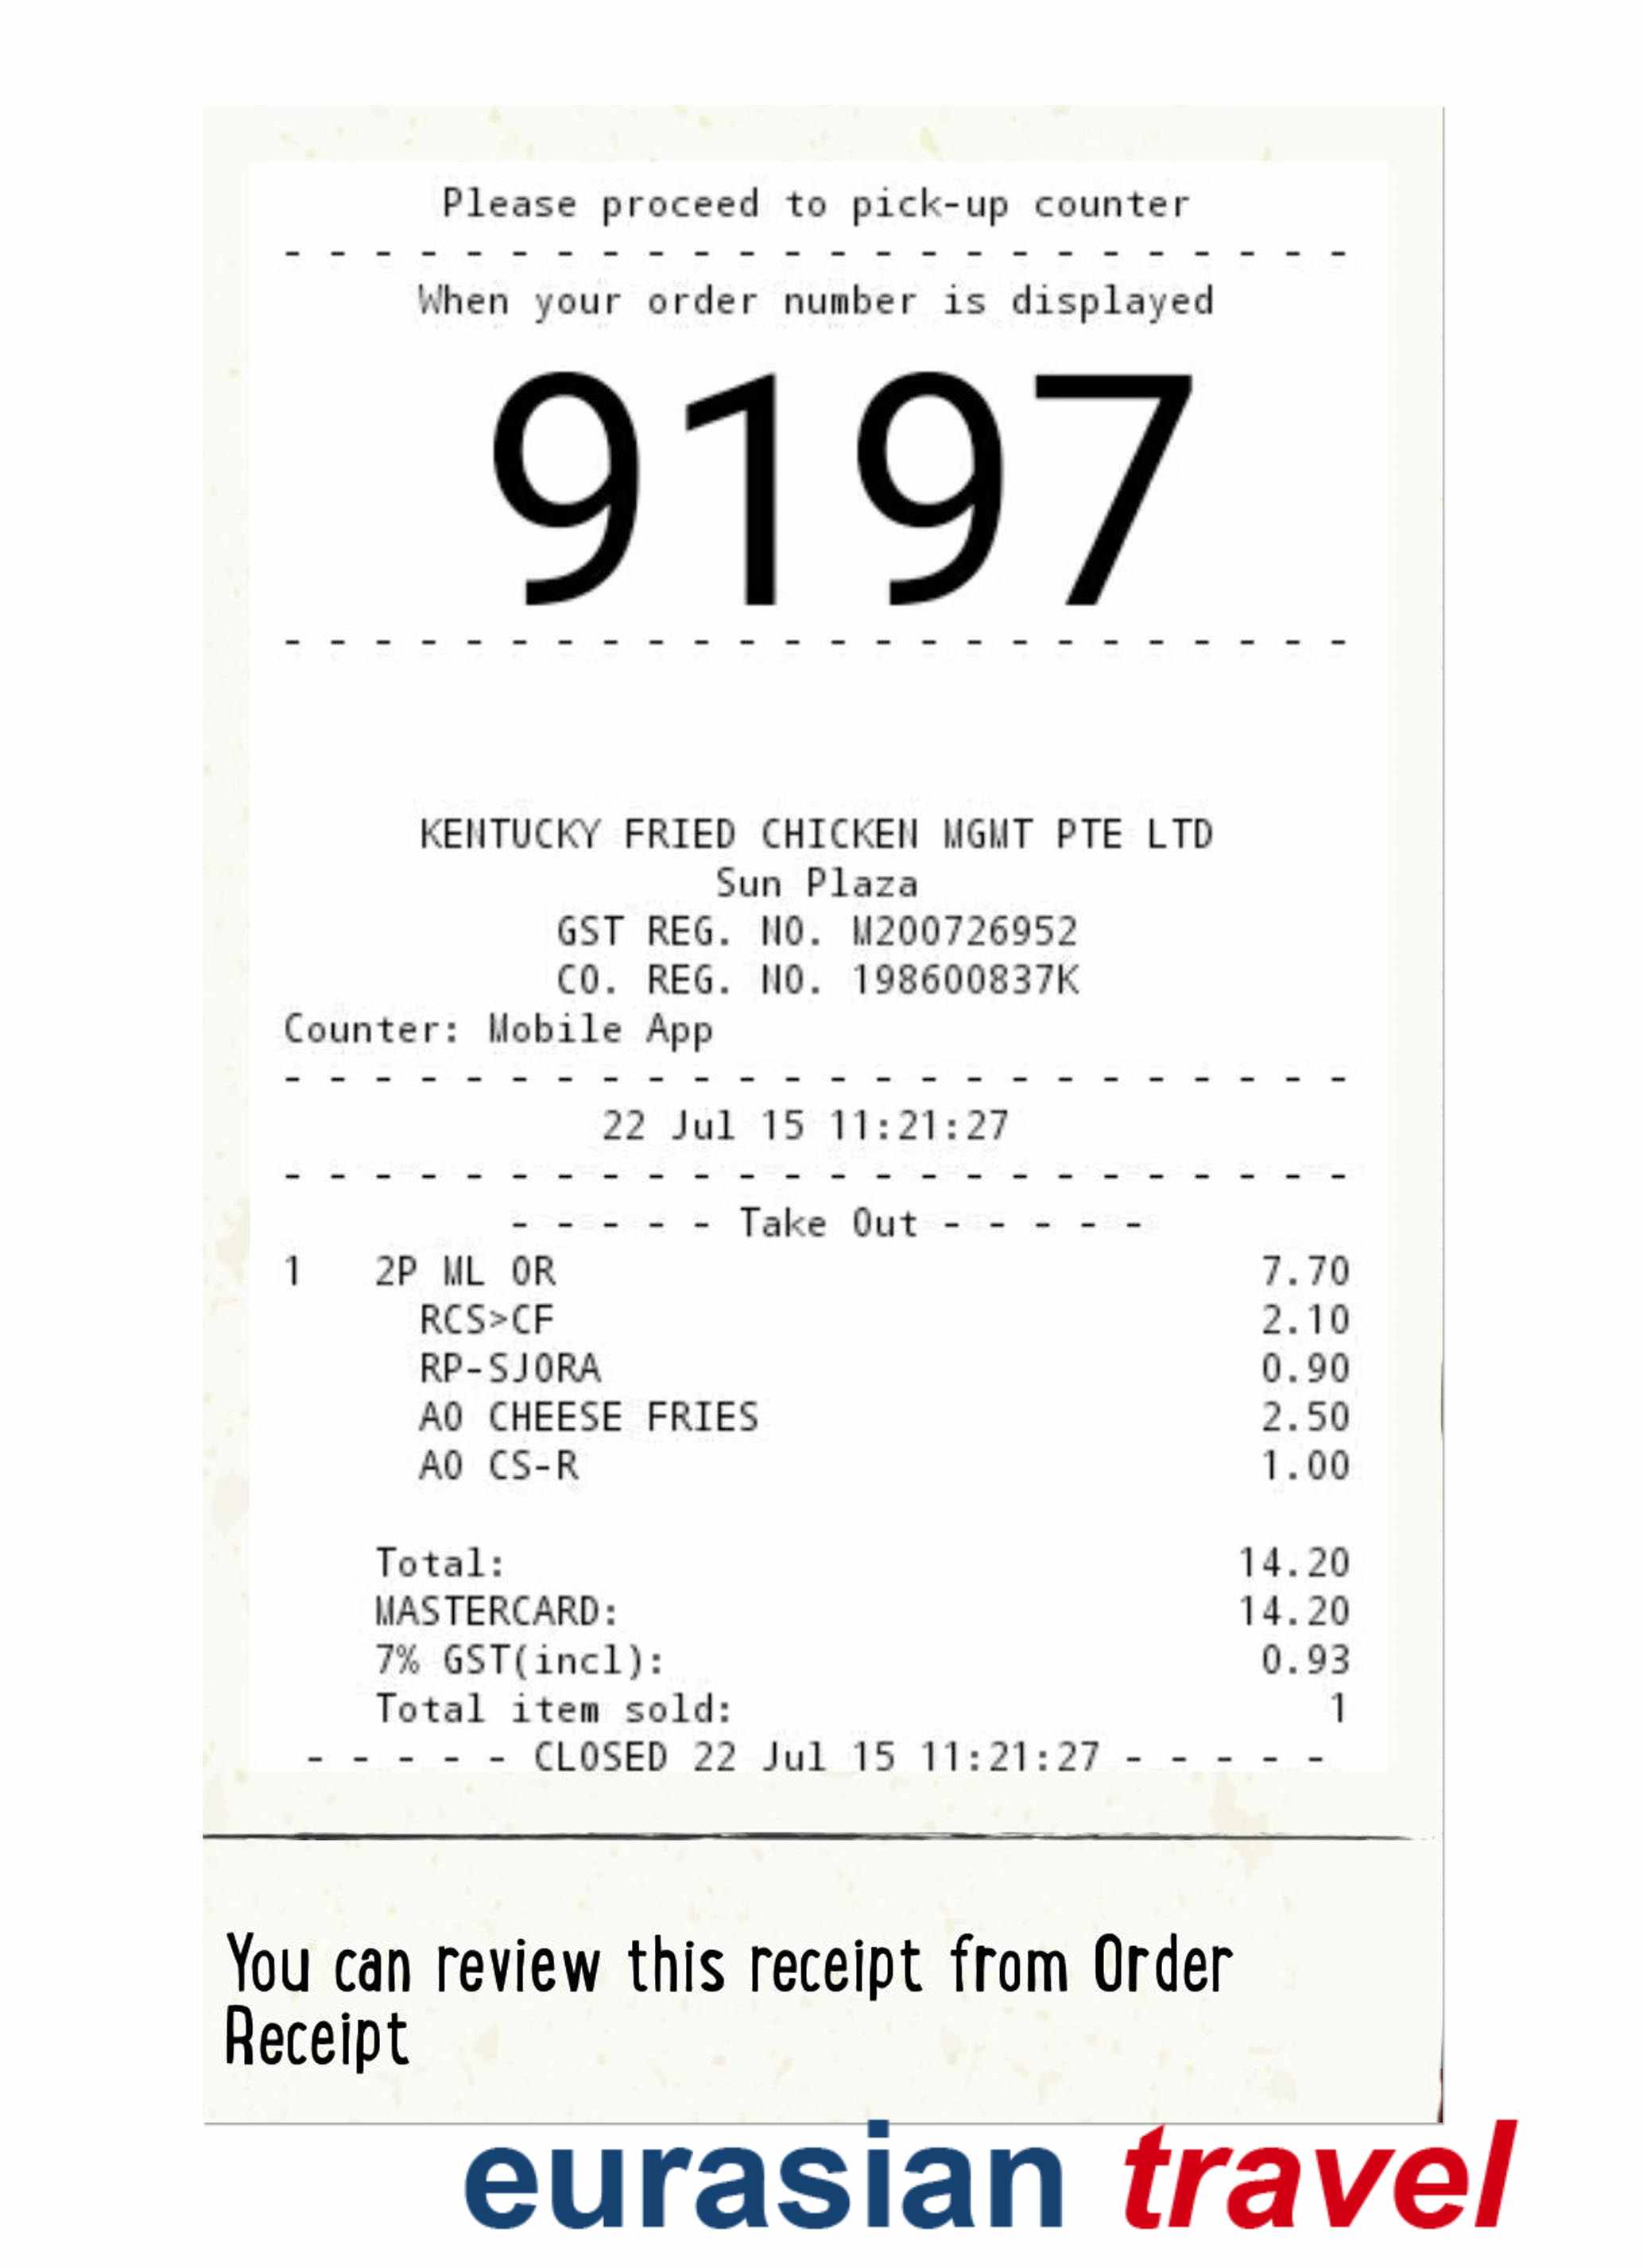 Please proceed to pick-up counter
- - - - - - - - - - - - - - - - - - - - - - - -
When your order number is displayed
9197
- - - - - - - - - - - - - - - - - - - - - - - -
KENTUCKY FRIED CHICKEN MGMT PTE LTD
Sun Plaza
GST REG. NO. M200726952
CO. REG. NO. 198600837K
Counter: Mobile App
- - - - - - - - - - - - - - - - - - - - - - - -
22 Jul 15 11:21:27
- - - - - - - - - - - - - - - - - - - - - - - -
- - - - - Take Out - - - - -
1 2P ML OR 7.70
RCS>CF 2.10
RP-SJORA 0.90
AO CHEESE FRIES 2.50
AO CS-R 1.00
Total: 14.20
MASTERCARD: 14.20
7% GST(incl): 0.93
Total item sold: 1
- - - - - CLOSED 22 Jul 15 11:21:27 - - - - -
You can review this receipt from Order
Receipt
eurasian travel